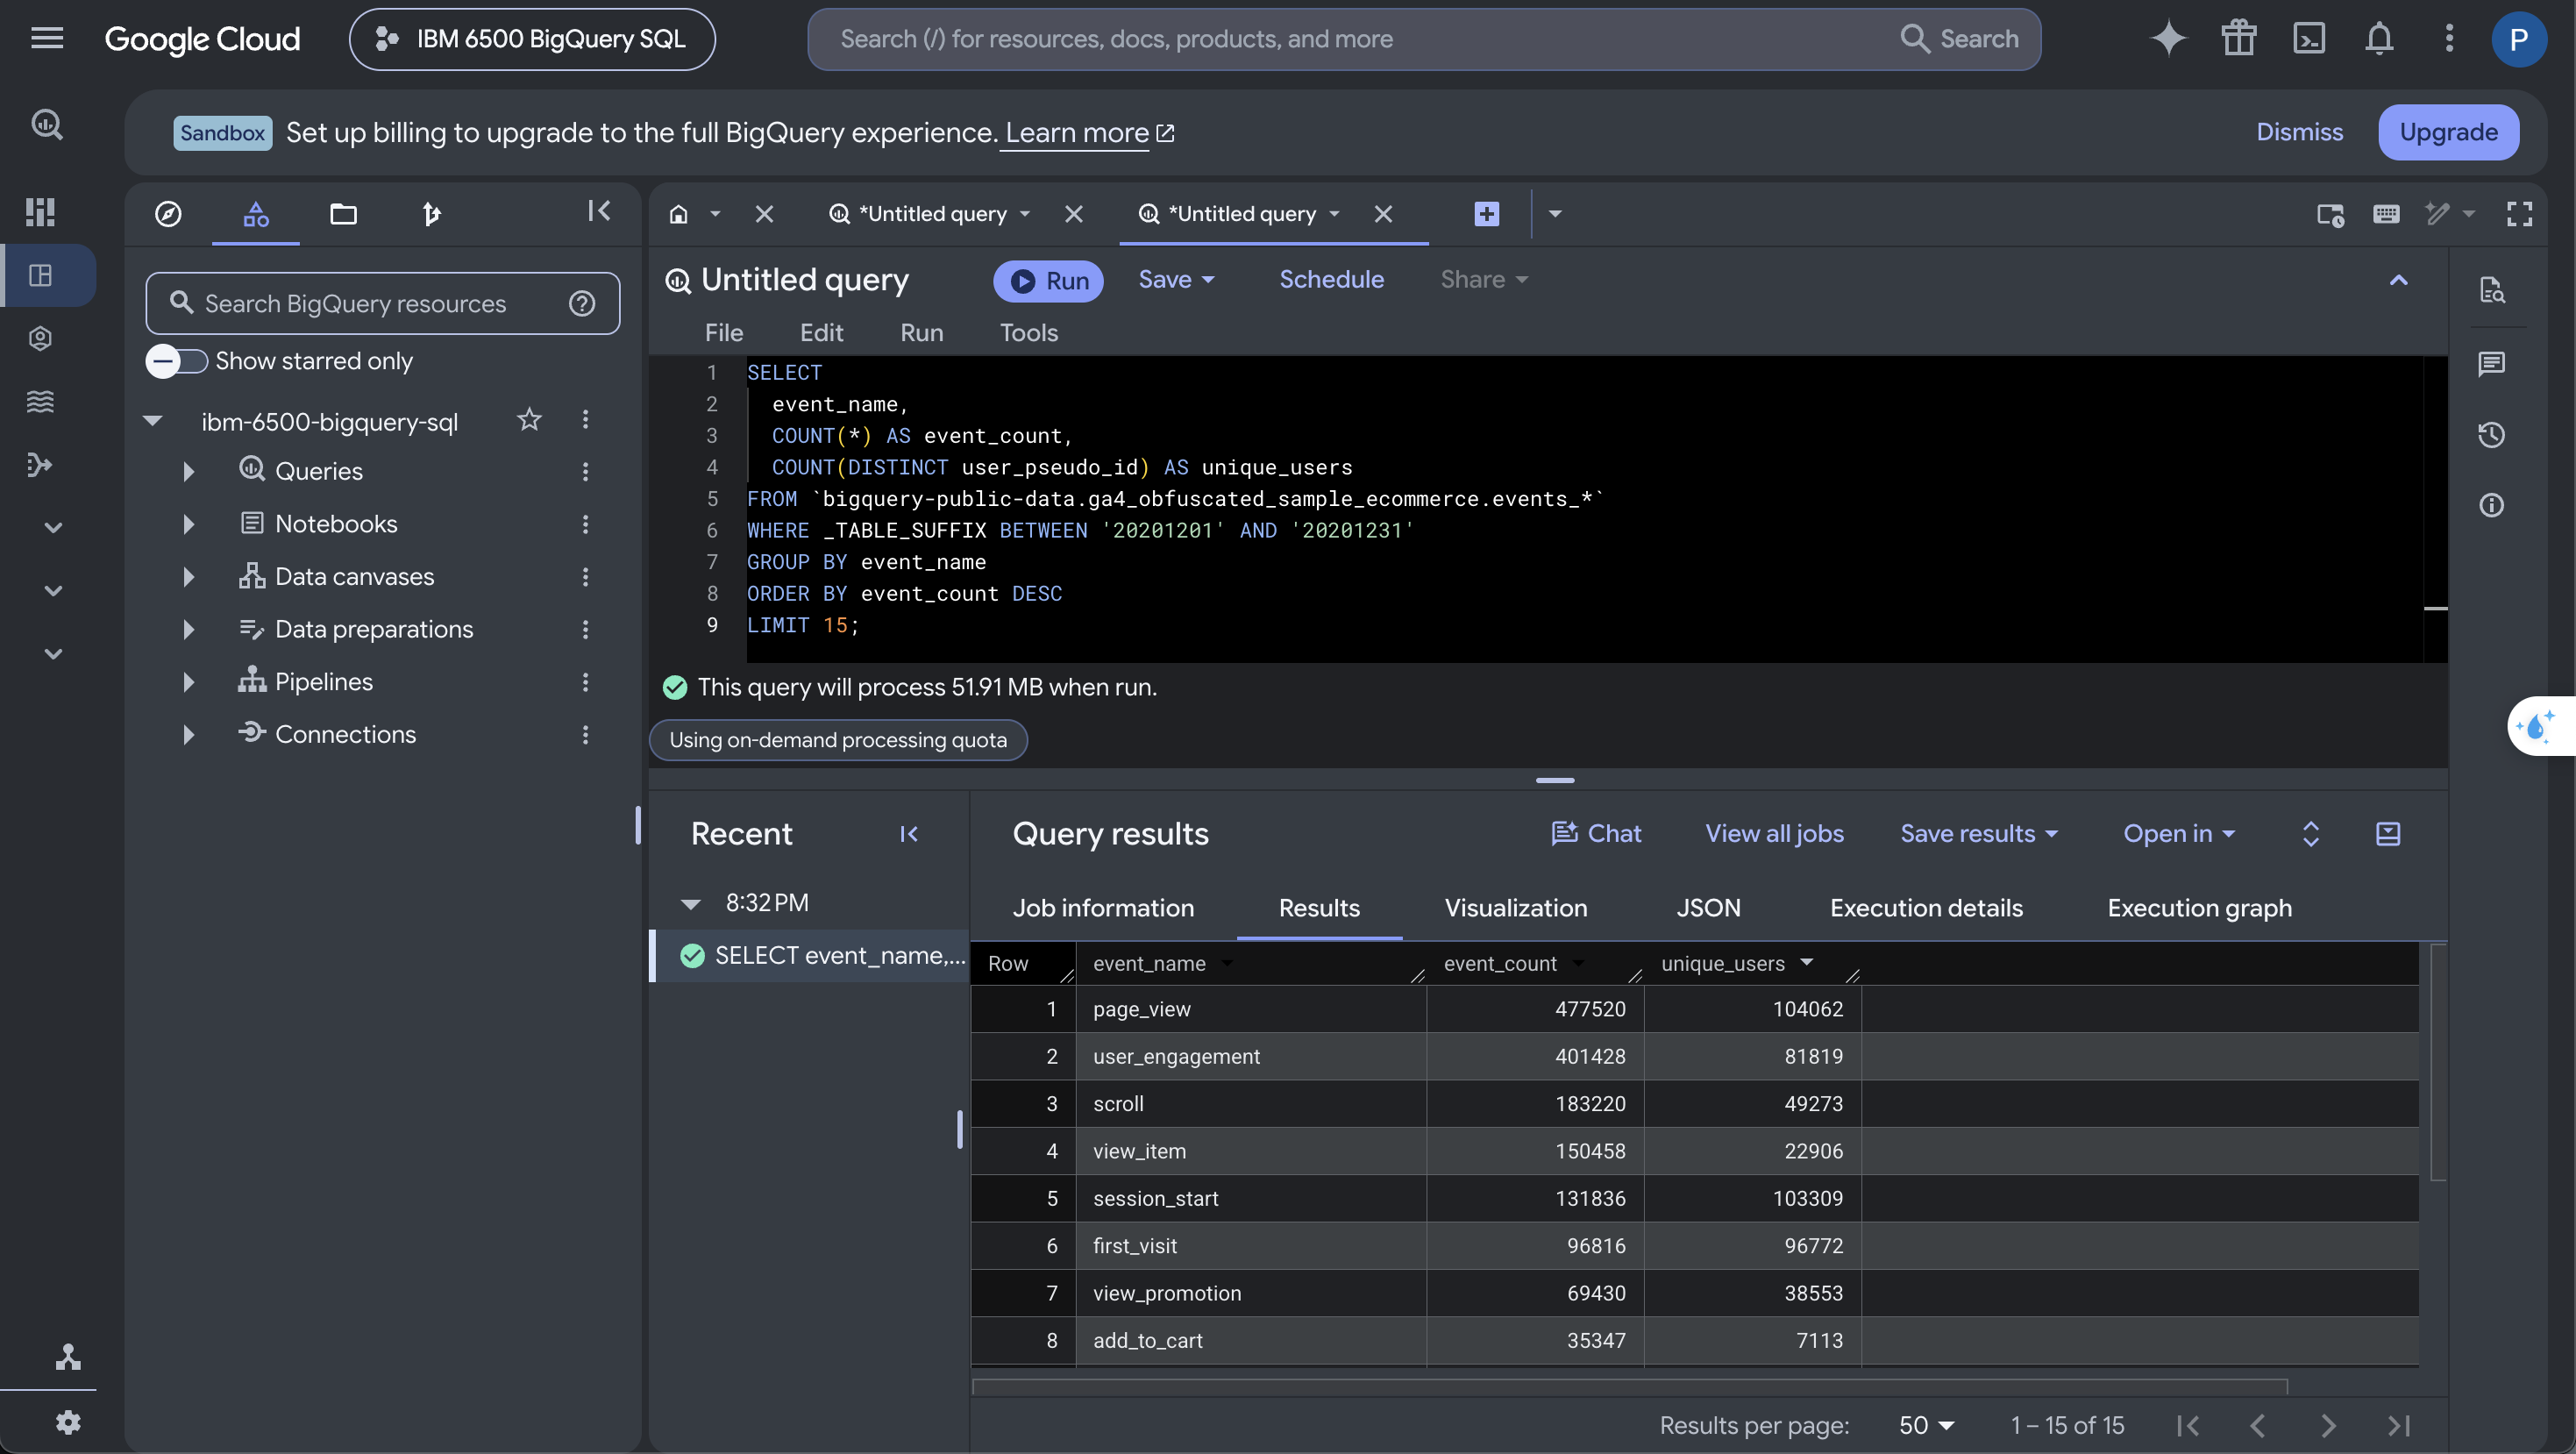 Google Cloud
IBM 6500 BigQuery SQL
Search (/) for resources, docs, products, and more
Search
P
Sandbox
Set up billing to upgrade to the full BigQuery experience. Learn more
Dismiss
Upgrade
*Untitled query
*Untitled query
Search BigQuery resources
Show starred only
ibm-6500-bigquery-sql
Queries
Notebooks
Data canvases
Data preparations
Pipelines
Connections
Untitled query
Run
Save
Schedule
Share
File Edit Run Tools
1 SELECT
2 event_name,
3 COUNT(*) AS event_count,
4 COUNT(DISTINCT user_pseudo_id) AS unique_users
5 FROM `bigquery-public-data.ga4_obfuscated_sample_ecommerce.events_*`
6 WHERE _TABLE_SUFFIX BETWEEN '20201201' AND '20201231'
7 GROUP BY event_name
8 ORDER BY event_count DESC
9 LIMIT 15;
This query will process 51.91 MB when run.
Using on-demand processing quota
Recent
8:32 PM
SELECT event_name,...
Query results
Chat
View all jobs
Save results
Open in
Job information Results Visualization JSON Execution details Execution graph
Row event_name event_count unique_users
1 page_view 477520 104062
2 user_engagement 401428 81819
3 scroll 183220 49273
4 view_item 150458 22906
5 session_start 131836 103309
6 first_visit 96816 96772
7 view_promotion 69430 38553
8 add_to_cart 35347 7113
Results per page: 50 1 – 15 of 15